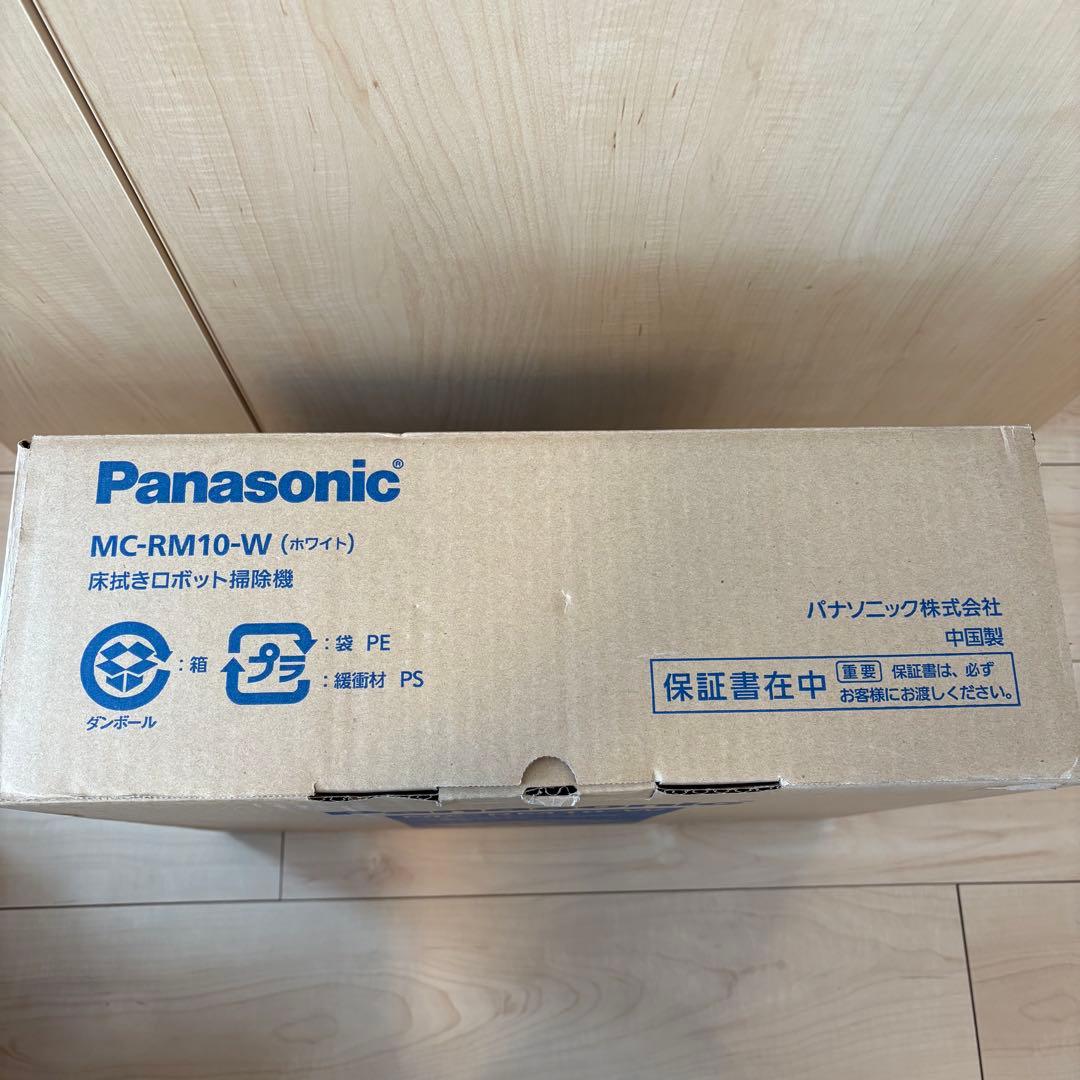 Panasonic®
MC-RM10-W (ホワイト)
床拭きロボット掃除機
:箱
ダンボール
プラ
:袋 PE
:緩衝材 PS
パナソニック株式会社
中国製
保証書在中
重要 保証書は、必ず
お客様にお渡しください。